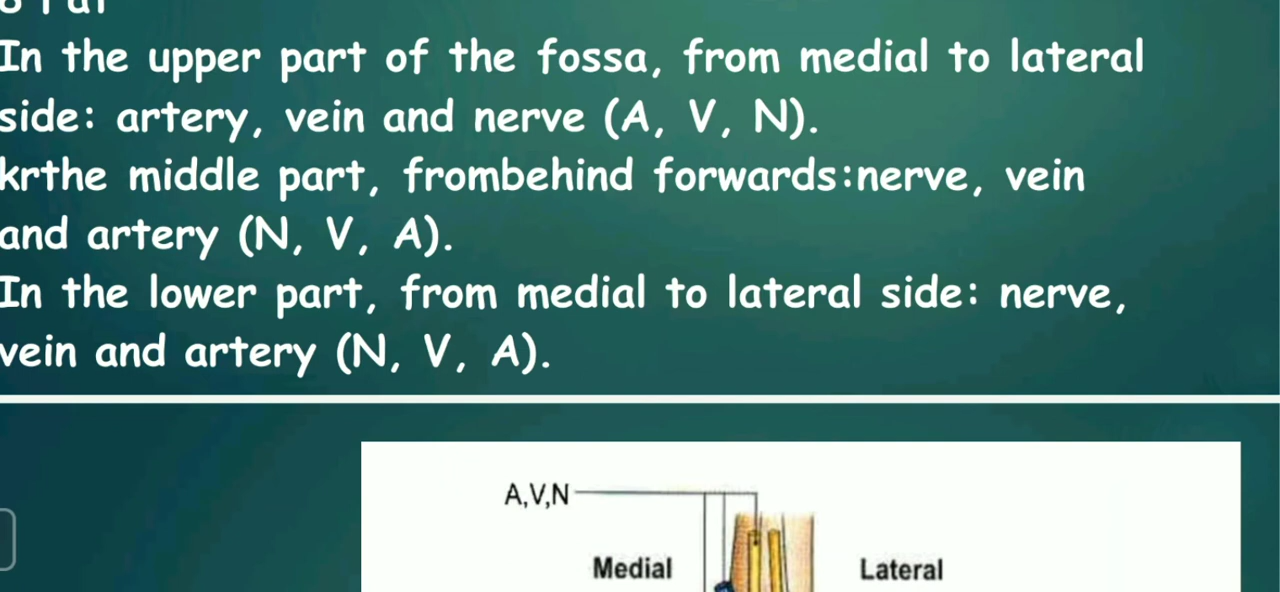 In the upper part of the fossa, from medial to lateral
side: artery, vein and nerve (A, V, N).
krthe middle part, frombehind forwards:nerve, vein
and artery (N, V, A).
In the lower part, from medial to lateral side: nerve,
vein and artery (N, V, A).
A,V,N
Medial Lateral